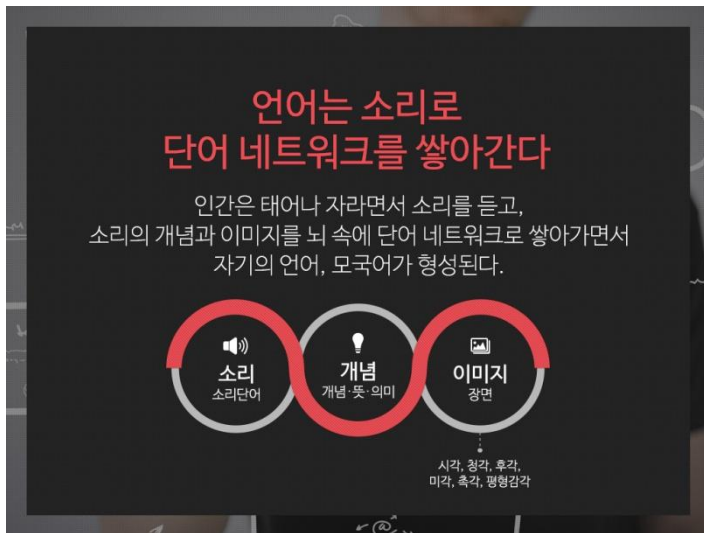 언어는 소리로
단어 네트워크를 쌓아간다
인간은 태어나 자라면서 소리를 듣고,
소리의 개념과 이미지를 뇌 속에 단어 네트워크로 쌓아가면서
자기의 언어, 모국어가 형성된다.
소리
소리단어
개념
개념·뜻·의미
이미지
장면
시각, 청각, 후각,
미각, 촉각, 평형감각